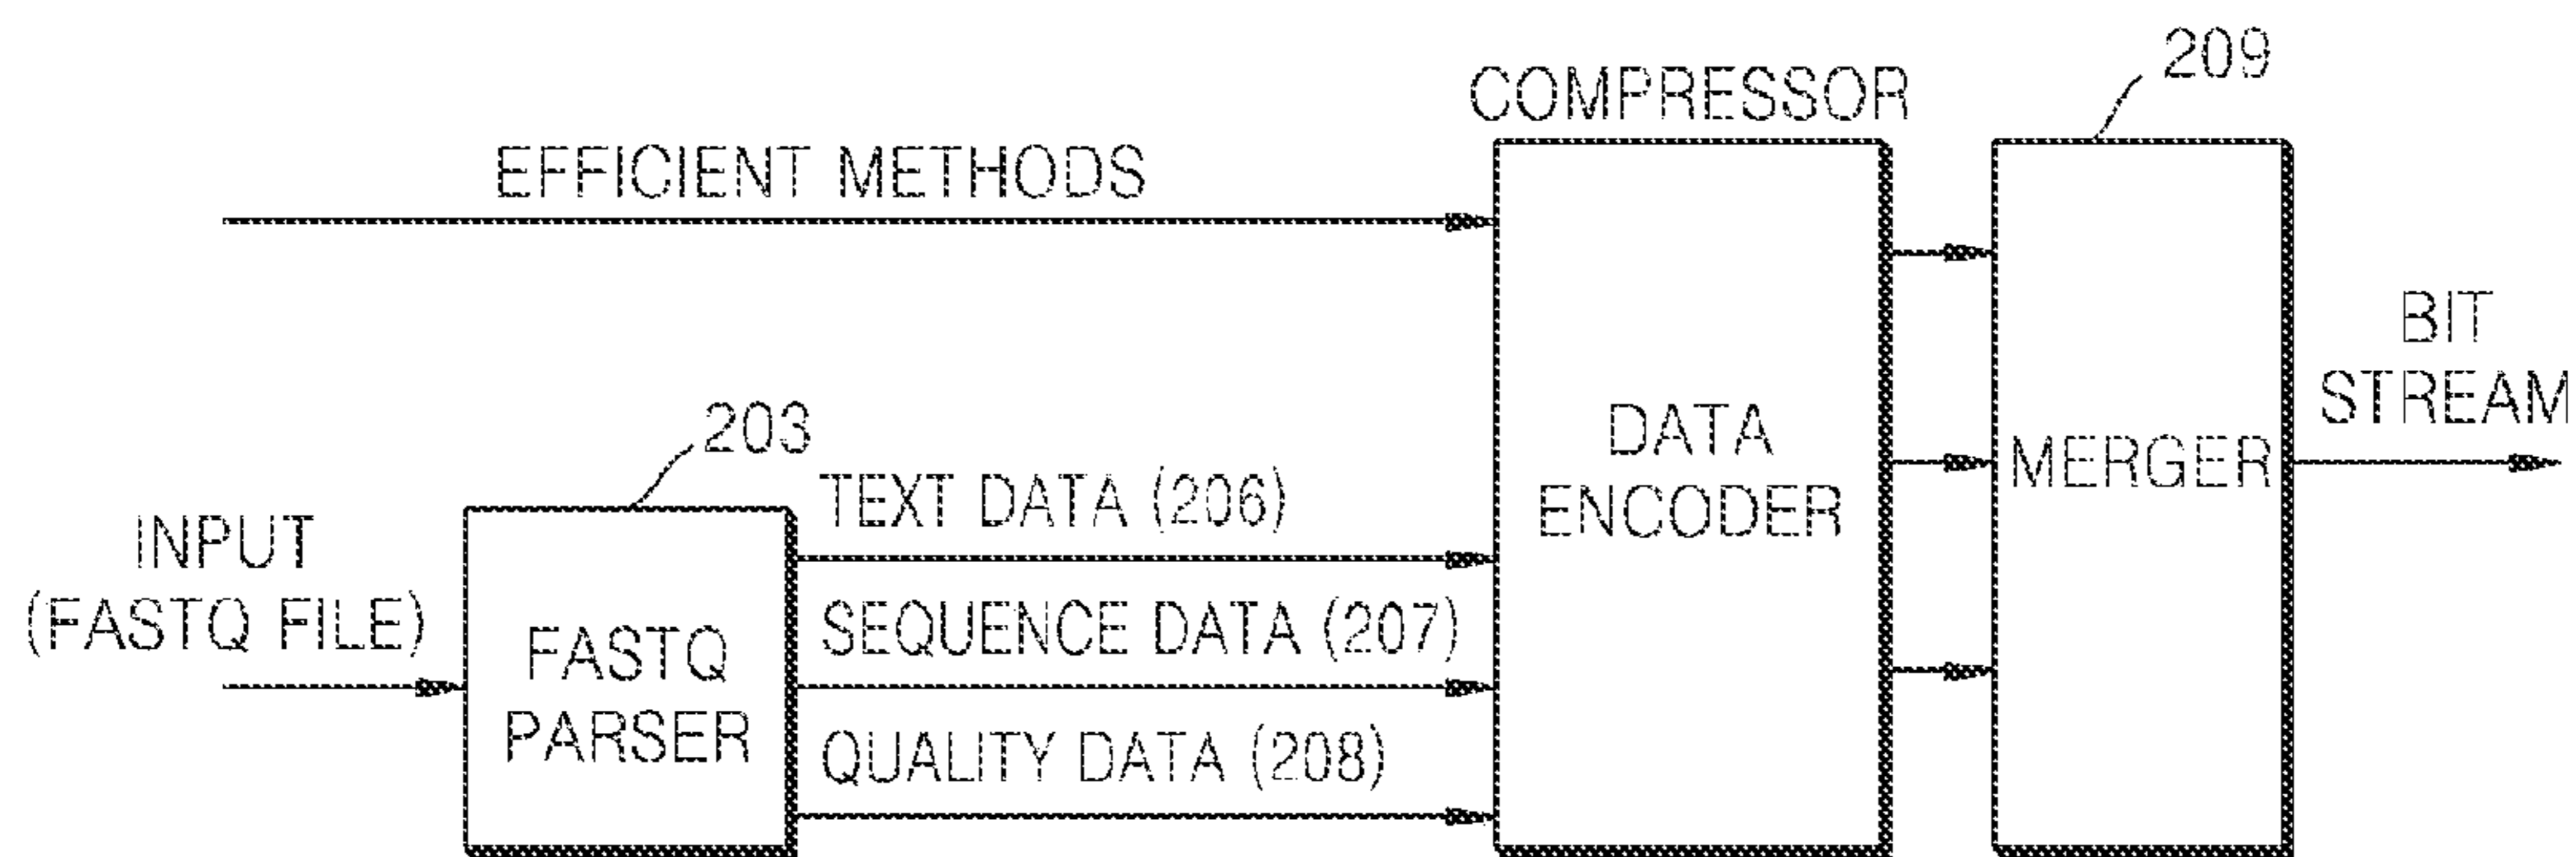 209
COMPRESSOR
EFFICIENT METHODS
BIT
STREAM
DATA
ENCODER
MERGER
203
TEXT DATA (206)
INPUT
(FASTQ FILE)
SEQUENCE DATA (207)
FASTQ
PARSER
QUALITY DATA (208)